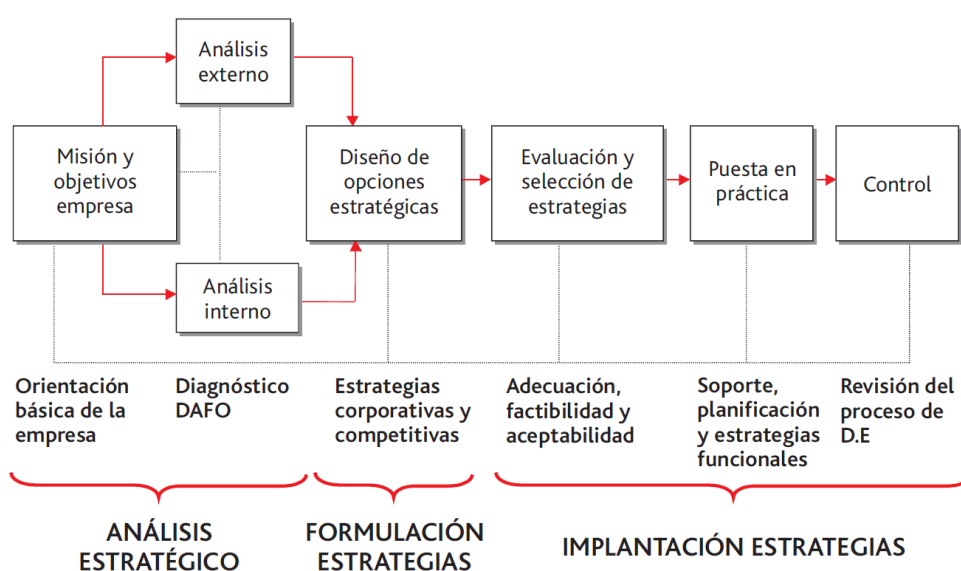 Análisis
externo
Misión y
objetivos
empresa
Análisis
interno
Diseño de
opciones
estratégicas
Evaluación y
selección de
estrategias
Puesta en
práctica
Control
Orientación
básica de la
empresa
Diagnóstico
DAFO
Estrategias
corporativas y
competitivas
Adecuación,
factibilidad y
aceptabilidad
Soporte,
planificación
y estrategias
funcionales
Revisión del
proceso de
D.E
ANÁLISIS
ESTRATÉGICO
FORMULACIÓN
ESTRATEGIAS
IMPLANTACIÓN ESTRATEGIAS